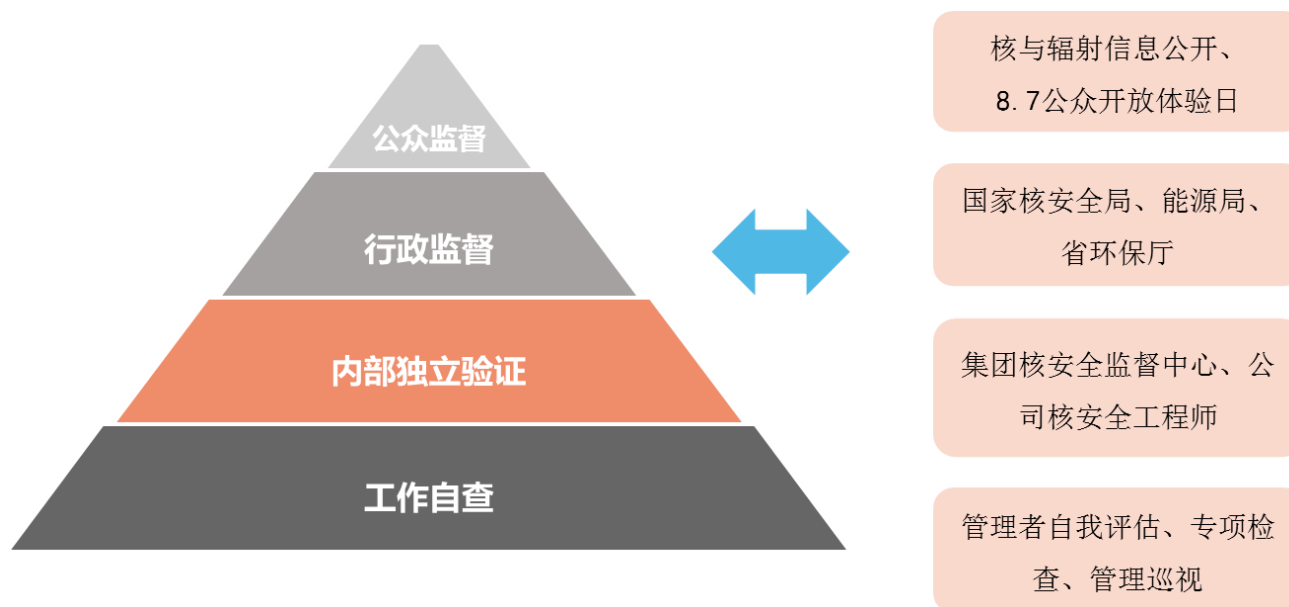 公众监督
行政监督
内部独立验证
工作自查
核与辐射信息公开、
8.7公众开放体验日
国家核安全局、能源局、
省环保厅
集团核安全监督中心、公
司核安全工程师
管理者自我评估、专项检
查、管理巡视